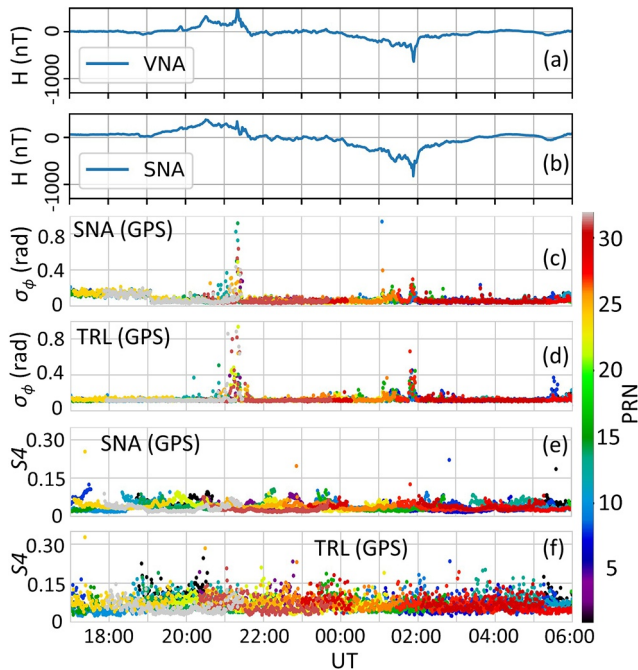 H (nT)
0
-1000
VNA
(a)
H (nT)
0
-1000
SNA
(b)
σϕ (rad)
0.8
0.4
0
SNA (GPS)
(c)
σϕ (rad)
0.8
0.4
0
TRL (GPS)
(d)
S4
0.30
0.15
0
SNA (GPS)
(e)
S4
0.30
0.15
0
TRL (GPS)
(f)
18:00 20:00 22:00 00:00 02:00 04:00 06:00
UT
30
25
20
15
10
5
PRN